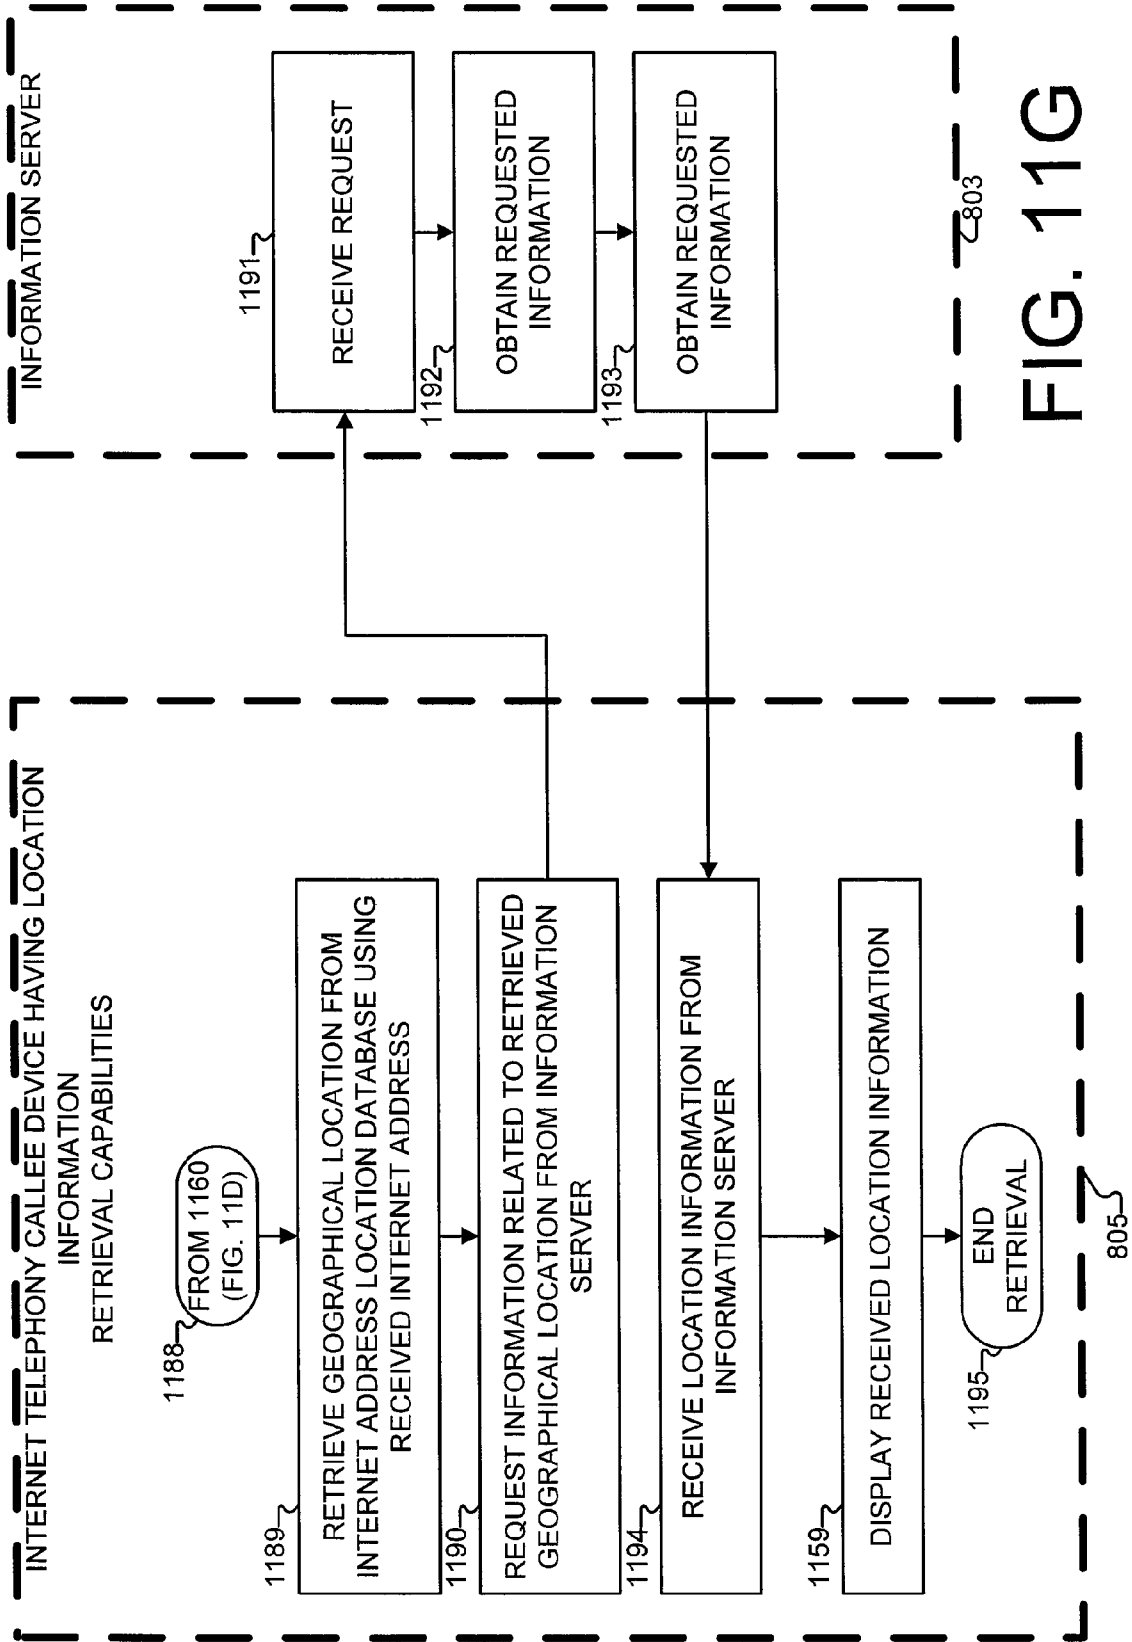 INTERNET TELEPHONY CALLEE DEVICE HAVING LOCATION
INFORMATION
RETRIEVAL CAPABILITIES
1188
FROM 1160
(FIG. 11D)
1189
RETRIEVE GEOGRAPHICAL LOCATION FROM
INTERNET ADDRESS LOCATION DATABASE USING
RECEIVED INTERNET ADDRESS
1190
REQUEST INFORMATION RELATED TO RETRIEVED
GEOGRAPHICAL LOCATION FROM INFORMATION
SERVER
1194
RECEIVE LOCATION INFORMATION FROM
INFORMATION SERVER
1159
DISPLAY RECEIVED LOCATION INFORMATION
1195
END
RETRIEVAL
805
INFORMATION SERVER
1191
RECEIVE REQUEST
1192
OBTAIN REQUESTED
INFORMATION
1193
OBTAIN REQUESTED
INFORMATION
803
FIG. 11G